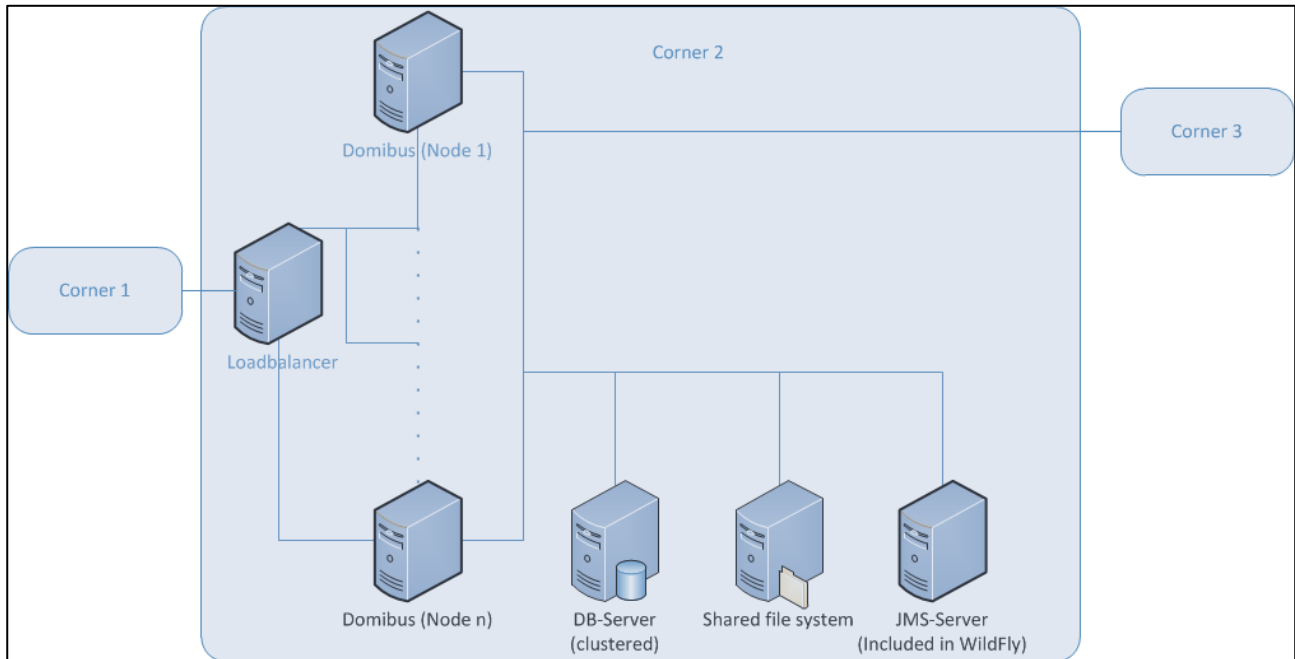 Corner 2
Domibus (Node 1)
Corner 3
Corner 1
Loadbalancer
Domibus (Node n)
DB-Server
(clustered)
Shared file system
JMS-Server
(Included in WildFly)